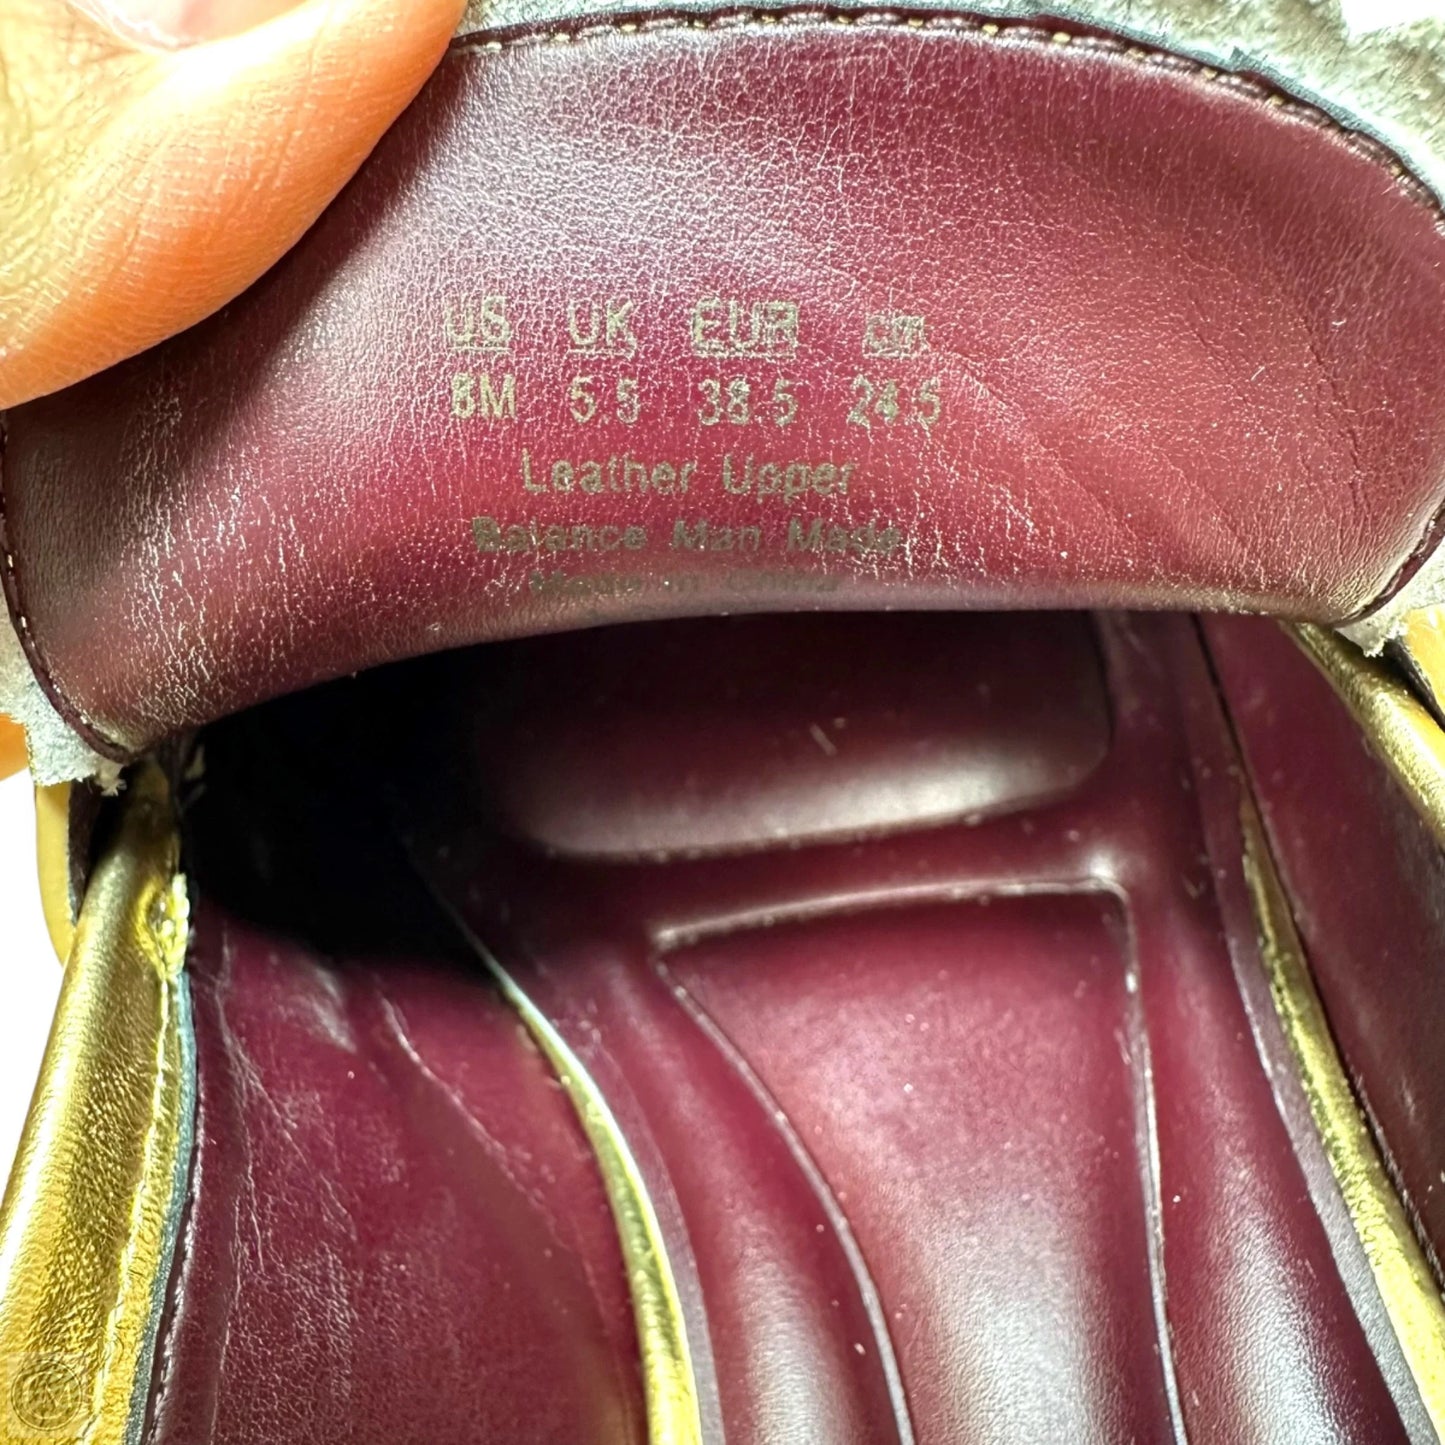 US UK EUR cm
8M 5.5 38.5 24.5
Leather Upper
Balance Man Made
Made in China